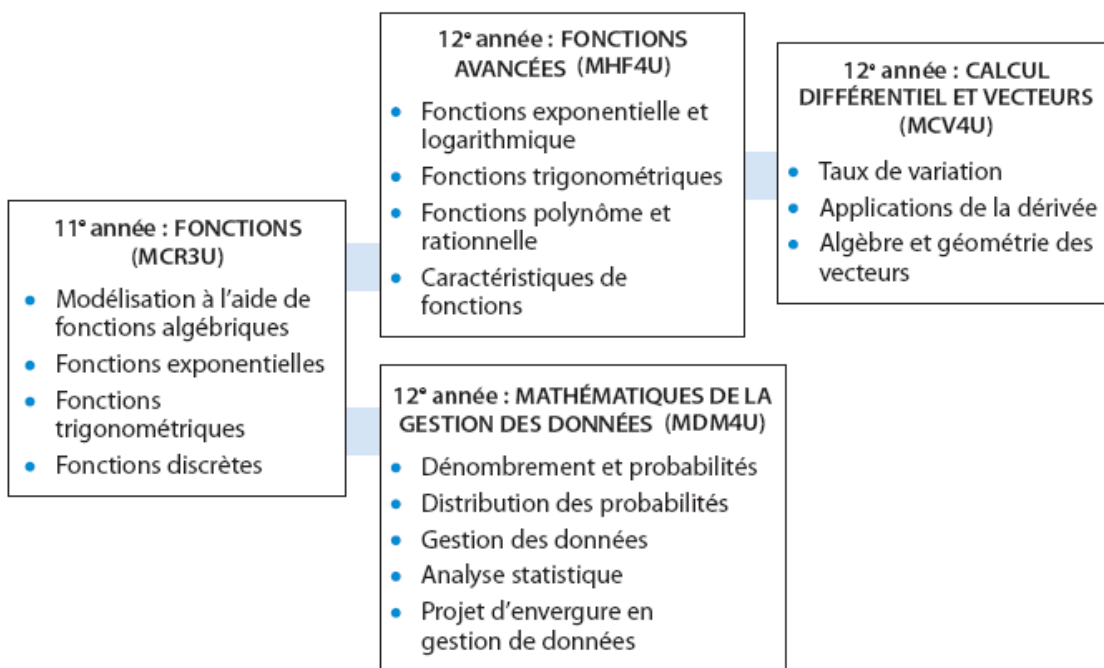 11e année : FONCTIONS
(MCR3U)
• Modélisation à l’aide de
fonctions algébriques
• Fonctions exponentielles
• Fonctions
trigonométriques
• Fonctions discrètes
12e année : FONCTIONS
AVANCÉES (MHF4U)
• Fonctions exponentielle et
logarithmique
• Fonctions trigonométriques
• Fonctions polynôme et
rationnelle
• Caractéristiques de
fonctions
12e année : CALCUL
DIFFÉRENTIEL ET VECTEURS
(MCV4U)
• Taux de variation
• Applications de la dérivée
• Algèbre et géométrie des
vecteurs
12e année : MATHÉMATIQUES DE LA
GESTION DES DONNÉES (MDM4U)
• Dénombrement et probabilités
• Distribution des probabilités
• Gestion des données
• Analyse statistique
• Projet d’envergure en
gestion de données